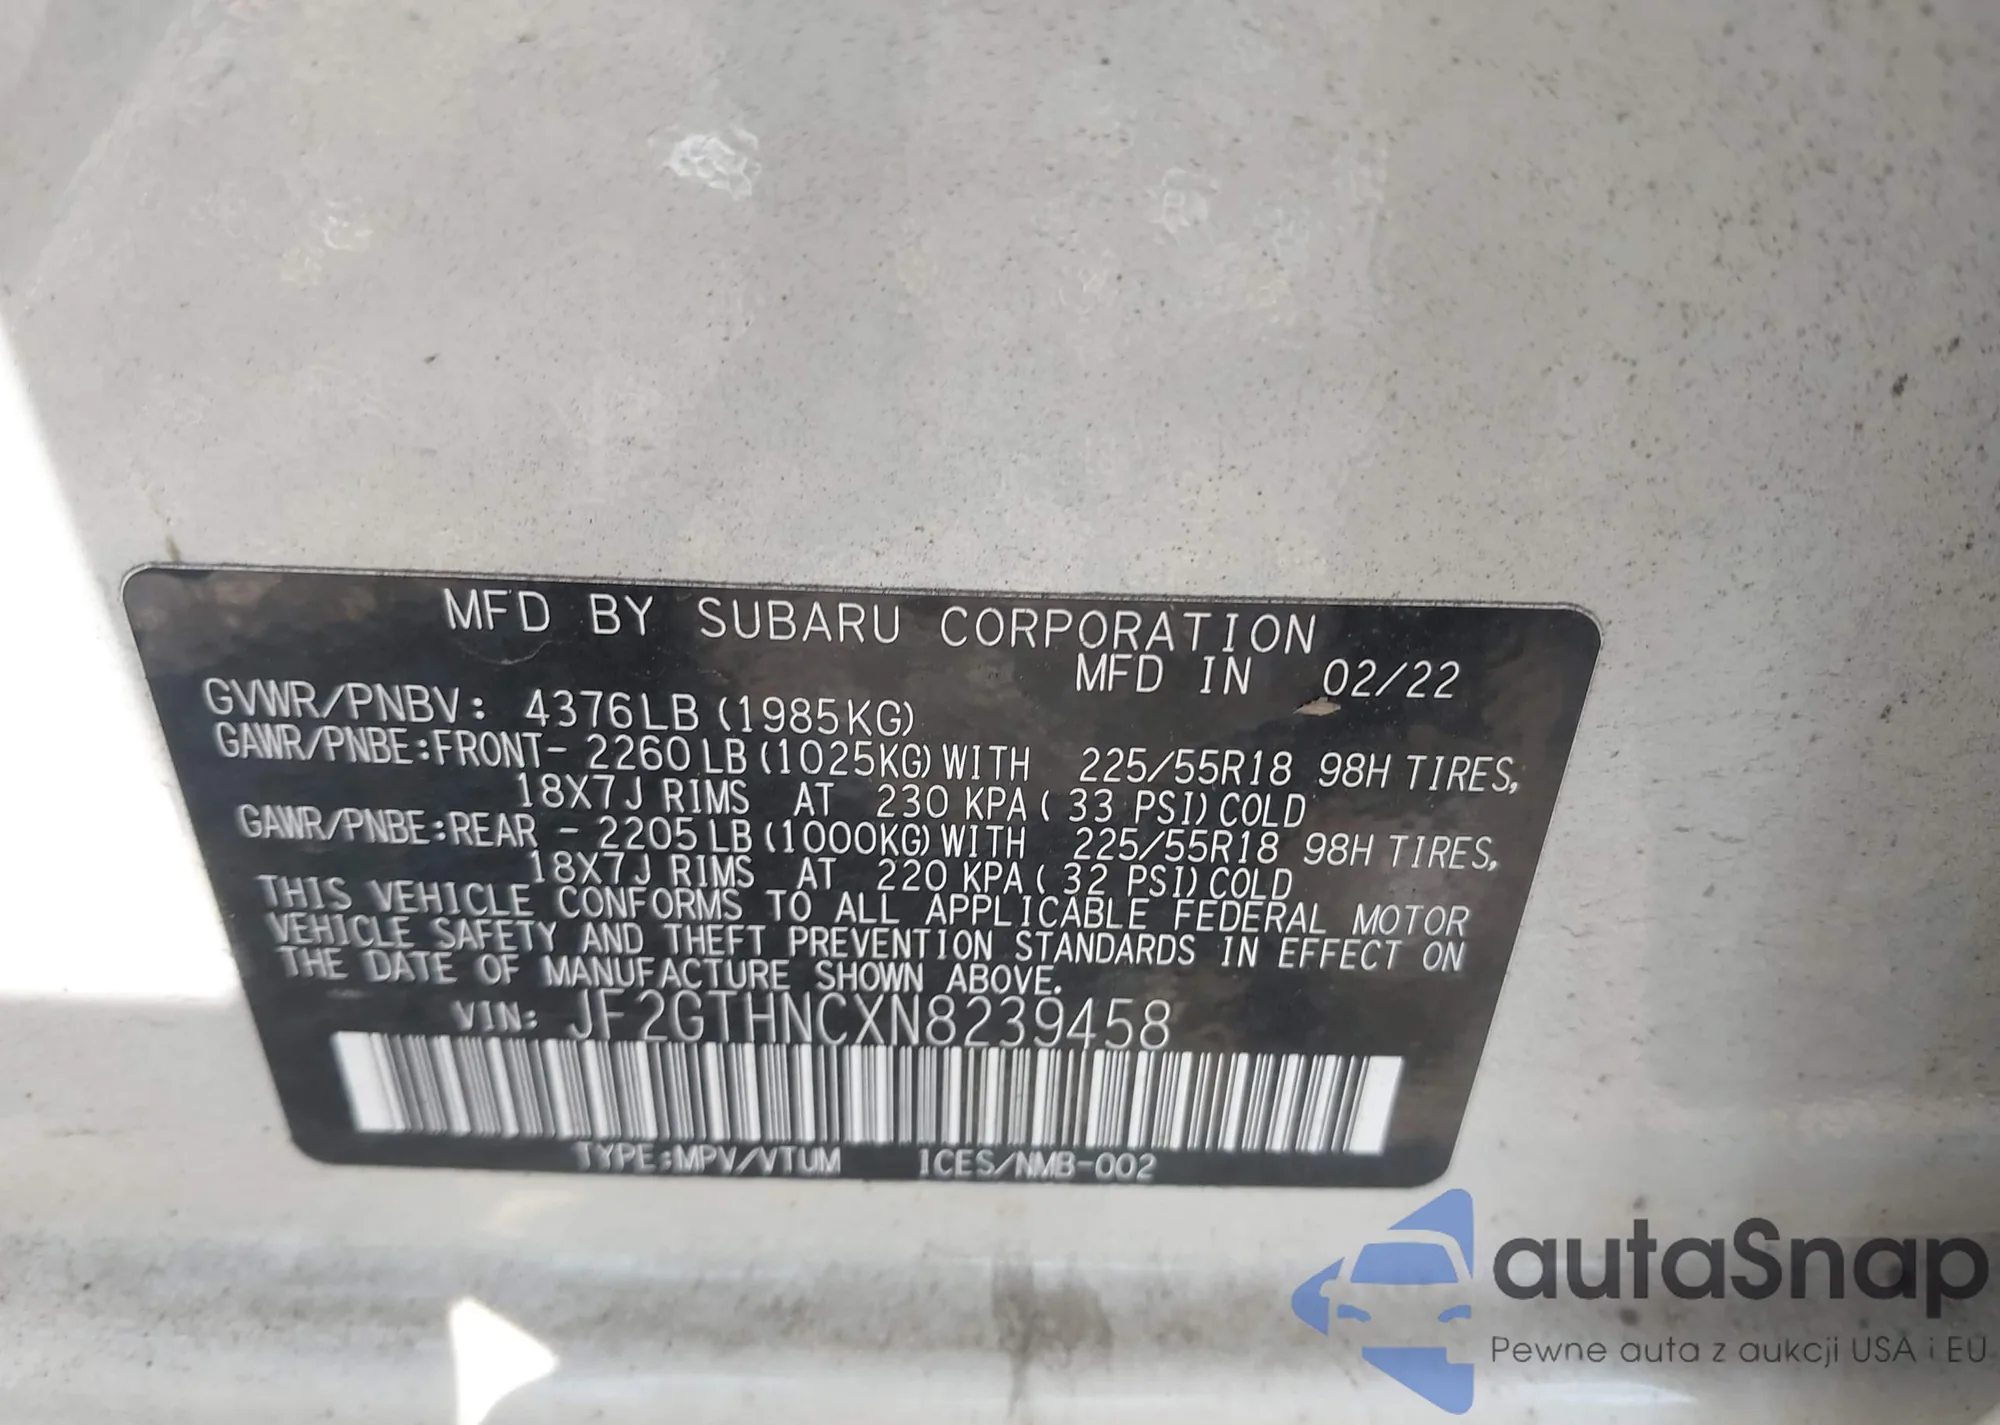 MFD BY SUBARU CORPORATION
MFD IN 02/22
GVWR/PNBV: 4376LB (1985KG)
GAWR/PNBE:FRONT- 2260 LB (1025KG) WITH 225/55R18 98H TIRES,
18X7J RIMS AT 230 KPA ( 33 PSI) COLD
GAWR/PNBE:REAR - 2205 LB (1000KG) WITH 225/55R18 98H TIRES,
18X7J RIMS AT 220 KPA ( 32 PSI) COLD
THIS VEHICLE CONFORMS TO ALL APPLICABLE FEDERAL MOTOR
VEHICLE SAFETY AND THEFT PREVENTION STANDARDS IN EFFECT ON
THE DATE OF MANUFACTURE SHOWN ABOVE.
VIN: JF2GTHNCXN8239458
TYPE:MPV/VTUM ICES/NMB-002
autaSnap
Pewne auta z aukcji USA i EU